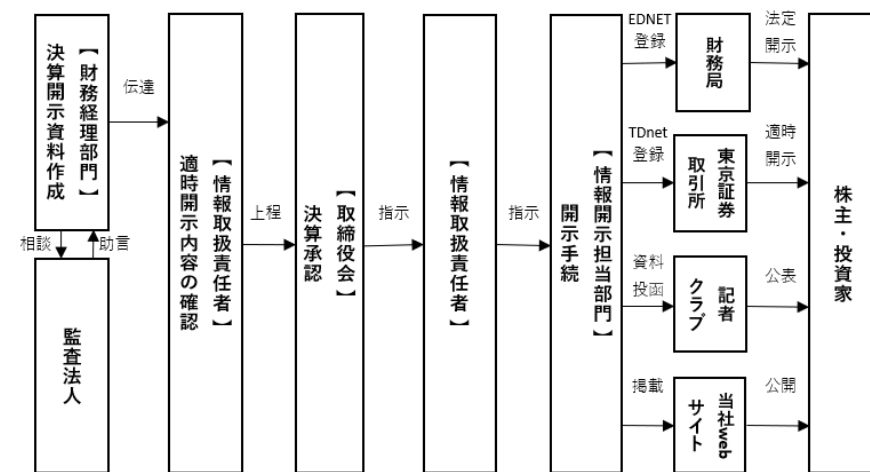 【財務経理部門】
決算開示資料作成
伝達
相談
助言
監査法人
【情報取扱責任者】
適時開示内容の確認
上程
【取締役会】
決算承認
指示
【情報取扱責任者】
指示
【情報開示担当部門】
開示手続
EDNET
登録
財務局
法定
開示
TDnet
登録
東京証券
取引所
適時
開示
資料
投函
記者
クラブ
公表
掲載
当社web
サイト
公開
株主・投資家